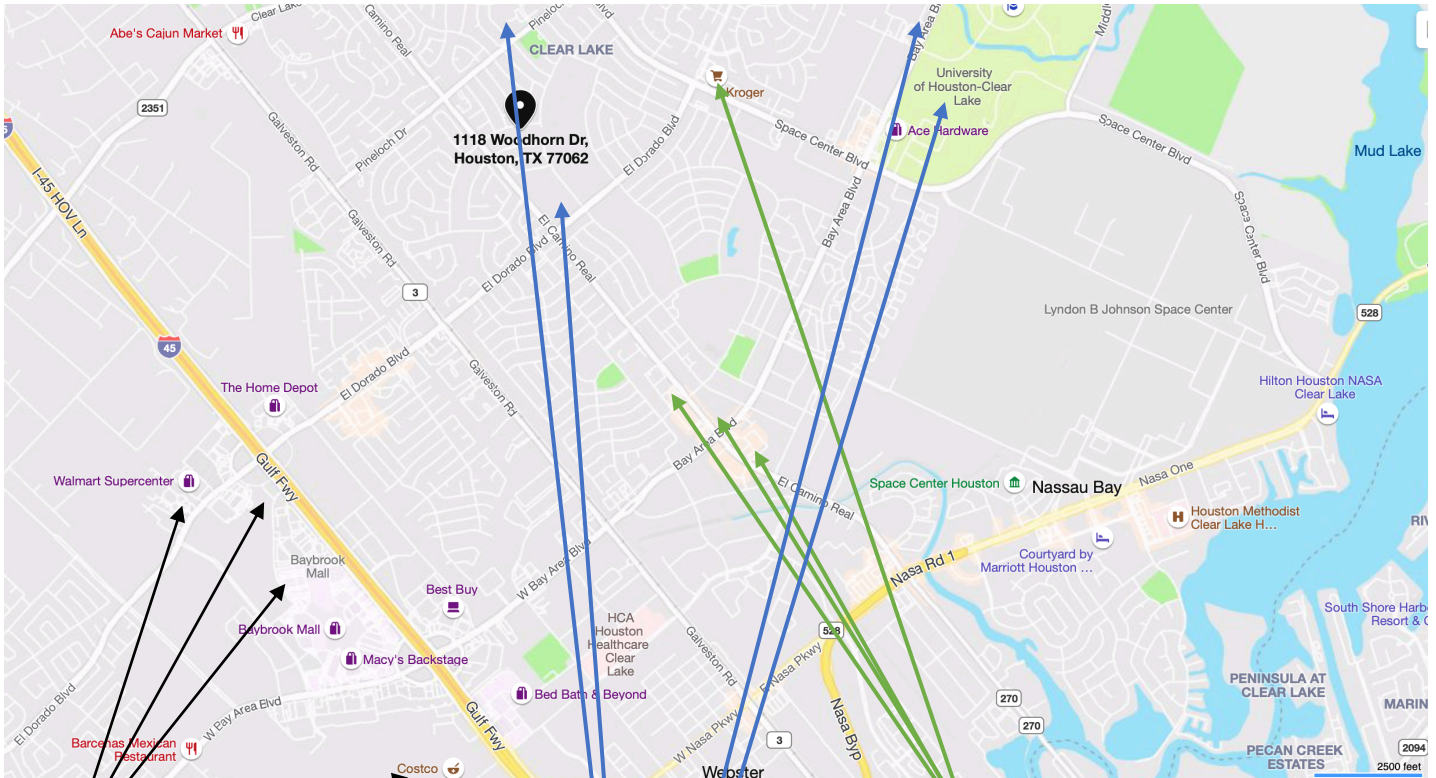 Clear Lake
Camino Real
Pineloch
Blvd
Abe's Cajun Market
CLEAR LAKE
Bay Area B
Middl
University
of Houston-Clear
Lake
Kroger
2351
1118 Woodhorn Dr,
Houston, TX 77062
Ace Hardware
Space Center Blvd
Space Center Blvd
Mud Lake
Galveston Rd
Pineloch Dr
El Dorado Blvd
I-45 HOV Ln
Galveston Rd
El Camino Real
Bay Area Blvd
Space Center Blvd
El Dorado Blvd
3
Lyndon B Johnson Space Center
528
45
El Dorado Blvd
The Home Depot
Galveston Rd
Hilton Houston NASA
Clear Lake
Bay Area Blvd
Gulf Fwy
Walmart Supercenter
El Camino Real
Space Center Houston
Nassau Bay
Nasa One
Houston Methodist
Clear Lake H...
Baybrook
Mall
W Bay Area Blvd
Nasa Rd 1
Courtyard by
Marriott Houston ...
Best Buy
HCA
Houston
Healthcare
Clear
Lake
Baybrook Mall
528
South Shore Harb
Resort & C
Macy's Backstage
Galveston Rd
E Nasa Pkwy
Bed Bath & Beyond
PENINSULA AT
CLEAR LAKE
El Dorado Blvd
W Bay Area Blvd
270
270
MARIN
Gulf Fwy
W Nasa Pkwy
Nasa Byp
Barcenas Mexican
Restaurant
3
PECAN CREEK
ESTATES
2094
Costco
Webster
2500 feet